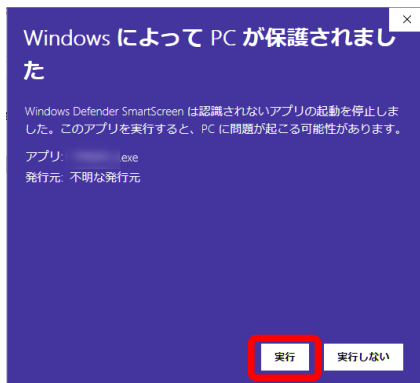 Windows によって PC が保護されまし
た
Windows Defender SmartScreen は認識されないアプリの起動を停止しま
した。このアプリを実行すると、PC に問題が起こる可能性があります。
アプリ: .exe
発行元: 不明な発行元
実行 実行しない